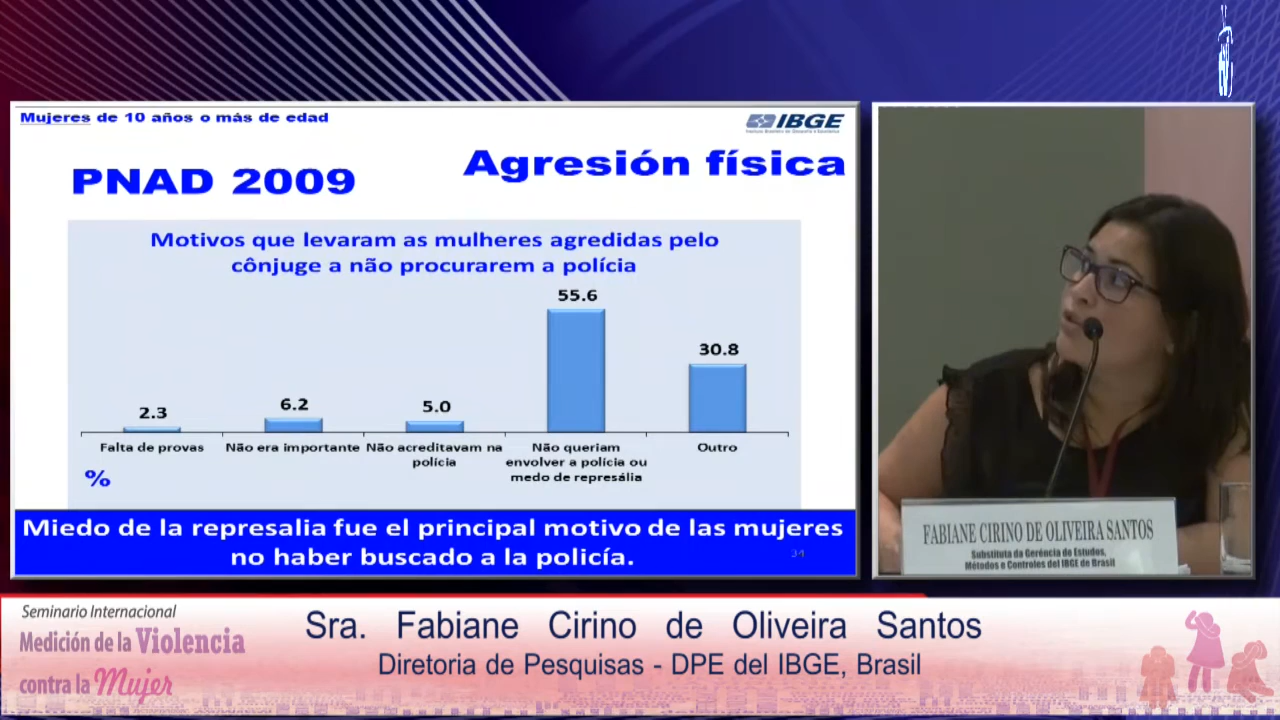 Mujeres de 10 años o más de edad
IBGE
PNAD 2009
Agresión física
Motivos que levaram as mulheres agredidas pelo
cônjuge a não procurarem a polícia
55.6
30.8
2.3
6.2
5.0
Falta de provas
Não era importante
Não acreditavam na
polícia
Não queriam
envolver a polícia ou
medo de represália
Outro
%
Miedo de la represalia fue el principal motivo de las mujeres
no haber buscado a la policía.
34
FABIANE CIRINO DE OLIVEIRA SANTOS
Substituta da Gerência de Estudos,
Métodos e Controles del IBGE de Brasil
Seminario Internacional
Medición de la Violencia
contra la Mujer
Sra. Fabiane Cirino de Oliveira Santos
Diretoria de Pesquisas - DPE del IBGE, Brasil